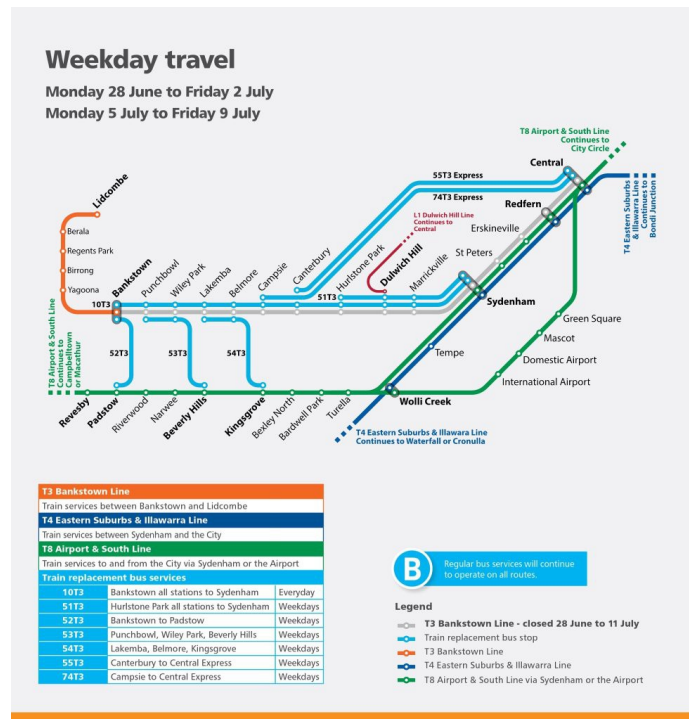 Weekday travel
Monday 28 June to Friday 2 July
Monday 5 July to Friday 9 July
T8 Airport & South Line
Continues to
City Circle
Central
55T3 Express
74T3 Express
Redfern
T4 Eastern Suburbs
& Illawarra Line
Continues to
Bondi Junction
L1 Dulwich Hill Line
Continues to
Central
Erskineville
St Peters
Lidcombe
Berala
Regents Park
Birrong
Yagoona
10T3
Bankstown
Punchbowl
Wiley Park
Lakemba
Belmore
Campsie
Canterbury
51T3
Hurlstone Park
Dulwich Hill
Marrickville
Sydenham
52T3
53T3
54T3
Tempe
Green Square
Mascot
Domestic Airport
International Airport
T8 Airport & South Line
Continues to
Campbelltown
or Macathur
Revesby
Padstow
Riverwood
Narwee
Beverly Hills
Kingsgrove
Bexley North
Bardwell Park
Turella
Wolli Creek
T4 Eastern Suburbs & Illawara Line
Continues to Waterfall or Cronulla
T3 Bankstown Line
Train services between Bankstown and Lidcombe
T4 Eastern Suburbs & Illawarra Line
Train services between Sydenham and the City
T8 Airport & South Line
Train services to and from the City via Sydenham or the Airport
Train replacement bus services
10T3 Bankstown all stations to Sydenham Everyday
51T3 Hurlstone Park all stations to Sydenham Weekdays
52T3 Bankstown to Padstow Weekdays
53T3 Punchbowl, Wiley Park, Beverly Hills Weekdays
54T3 Lakemba, Belmore, Kingsgrove Weekdays
55T3 Canterbury to Central Express Weekdays
74T3 Campsie to Central Express Weekdays
B
Regular bus services will continue
to operate on all routes.
Legend
T3 Bankstown Line - closed 28 June to 11 July
Train replacement bus stop
T3 Bankstown Line
T4 Eastern Suburbs & Illawarra Line
T8 Airport & South Line via Sydenham or the Airport